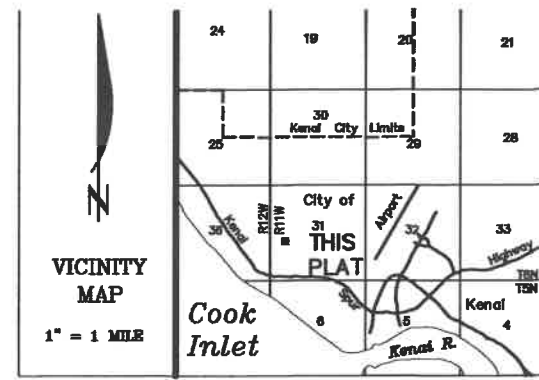 24 19 20 21
30
Kenai City Limits
25 29 28
City of
Airport
Kenai
R12W
R11W
36 31 32 33
THIS
PLAT
Highway
T6N
T5N
Spur
Kenai
6 5 4
Cook
Inlet
Kenai R.
N
VICINITY
MAP
1" = 1 MILE